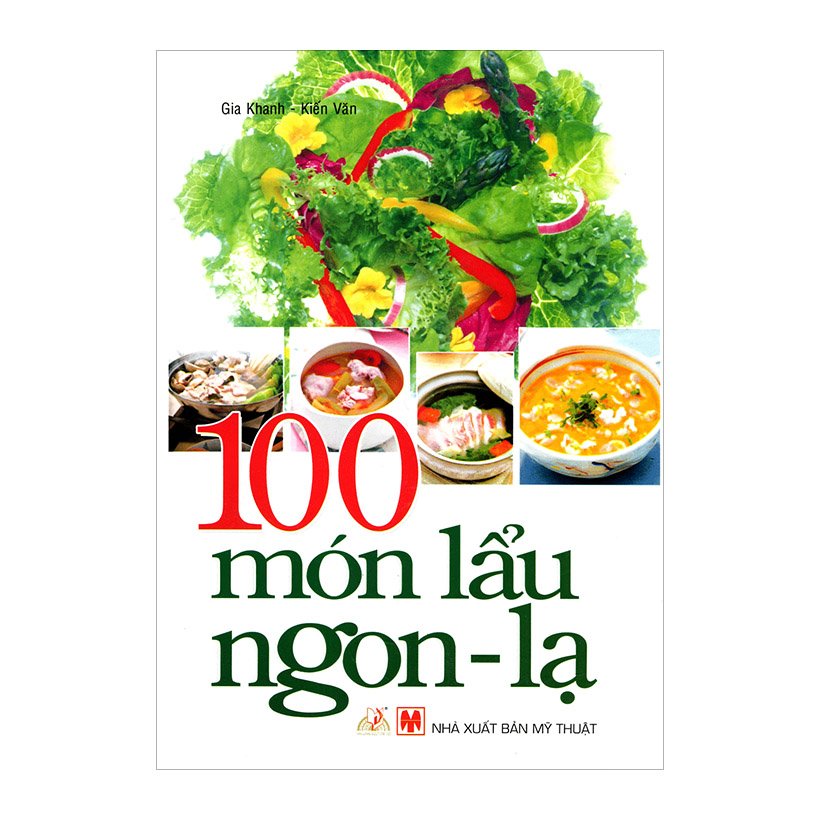 Gia Khanh - Kiến Văn
100
món lẩu
ngon-lạ
NHÀ XUẤT BẢN MỸ THUẬT